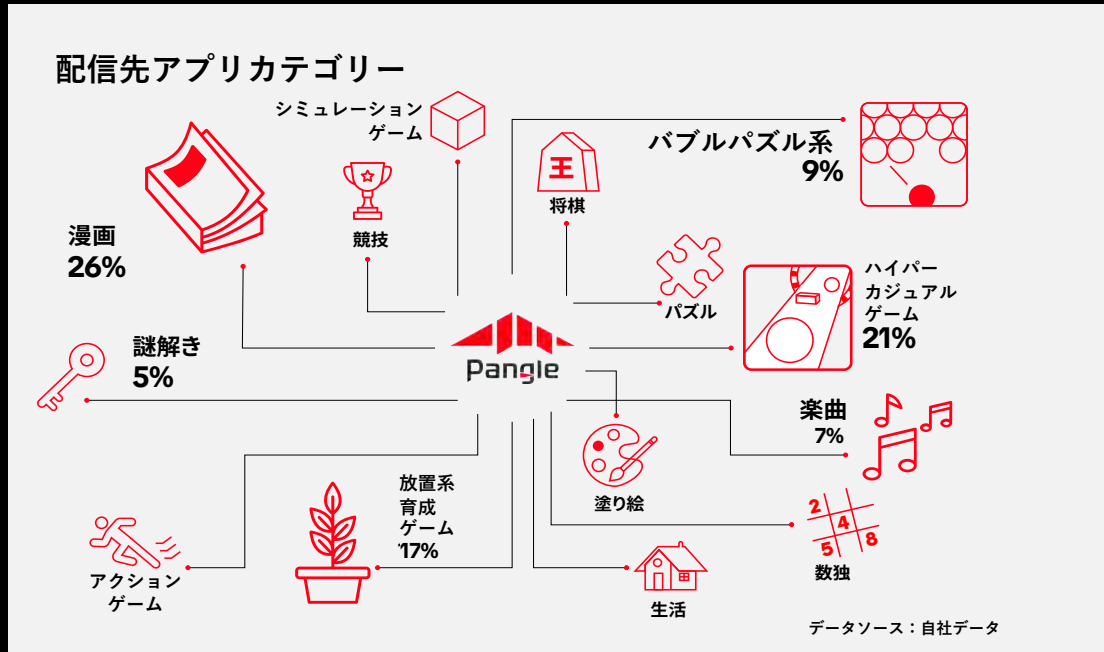 配信先アプリカテゴリー
シミュレーション
ゲーム
競技
王
将棋
バブルパズル系
9%
漫画
26%
パズル
ハイパー
カジュアル
ゲーム
21%
謎解き
5%
Pangle
楽曲
7%
塗り絵
放置系
育成
ゲーム
17%
2
4
5
8
数独
アクション
ゲーム
生活
データソース：自社データ